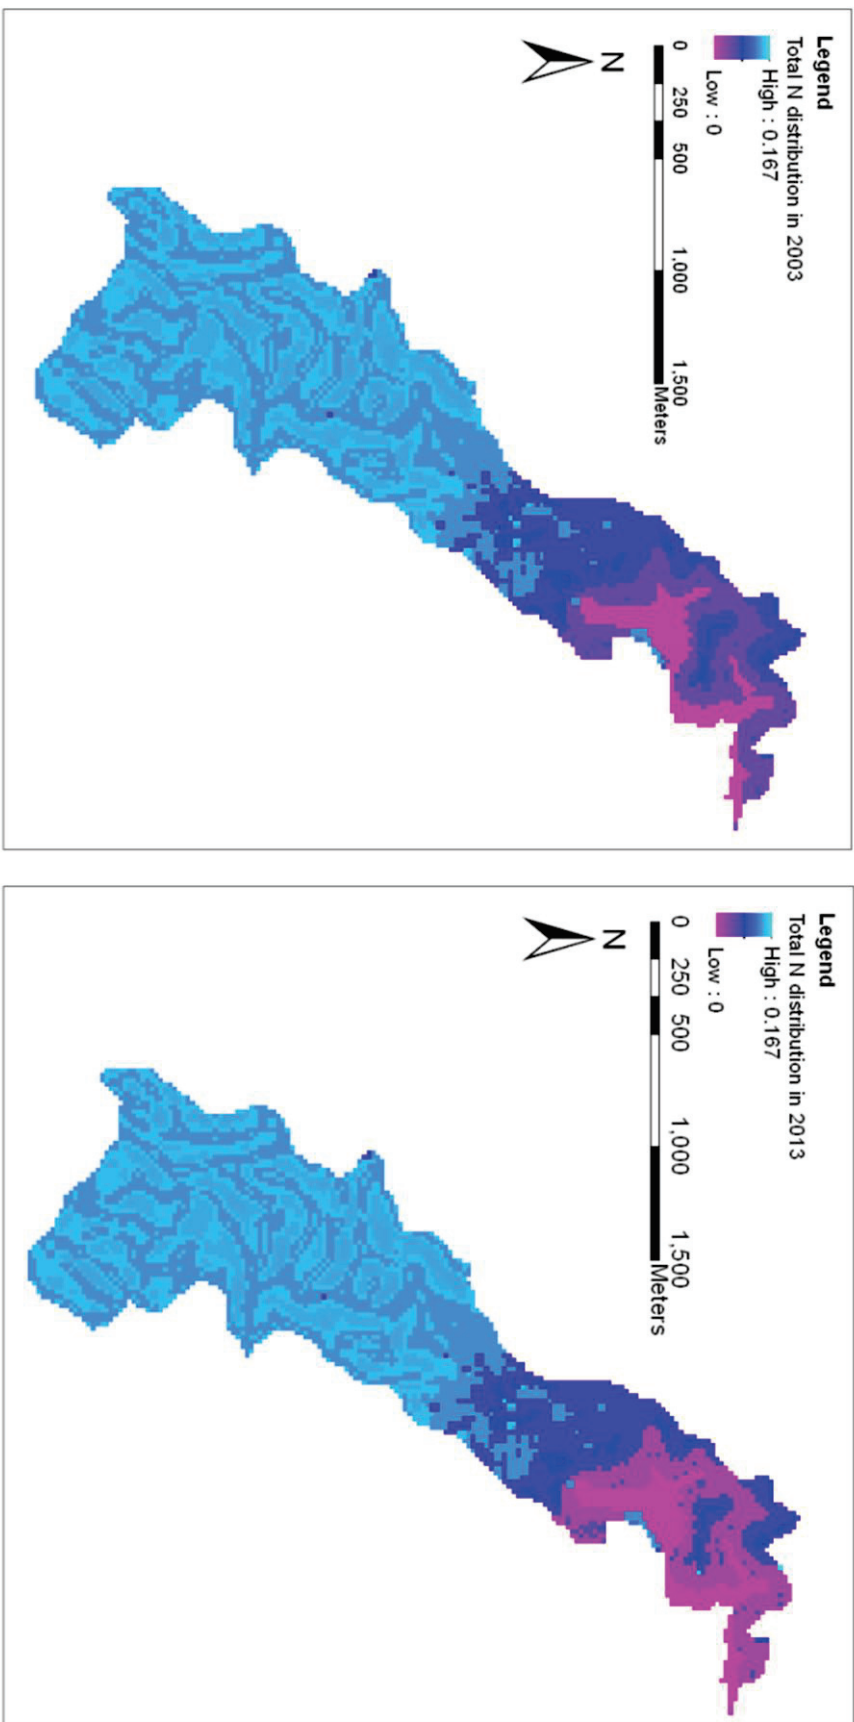 Legend
Total N distribution in 2003
High : 0.167
Low : 0
0 250 500 1,000 1,500
Meters
N
Legend
Total N distribution in 2013
High : 0.167
Low : 0
0 250 500 1,000 1,500
Meters
N